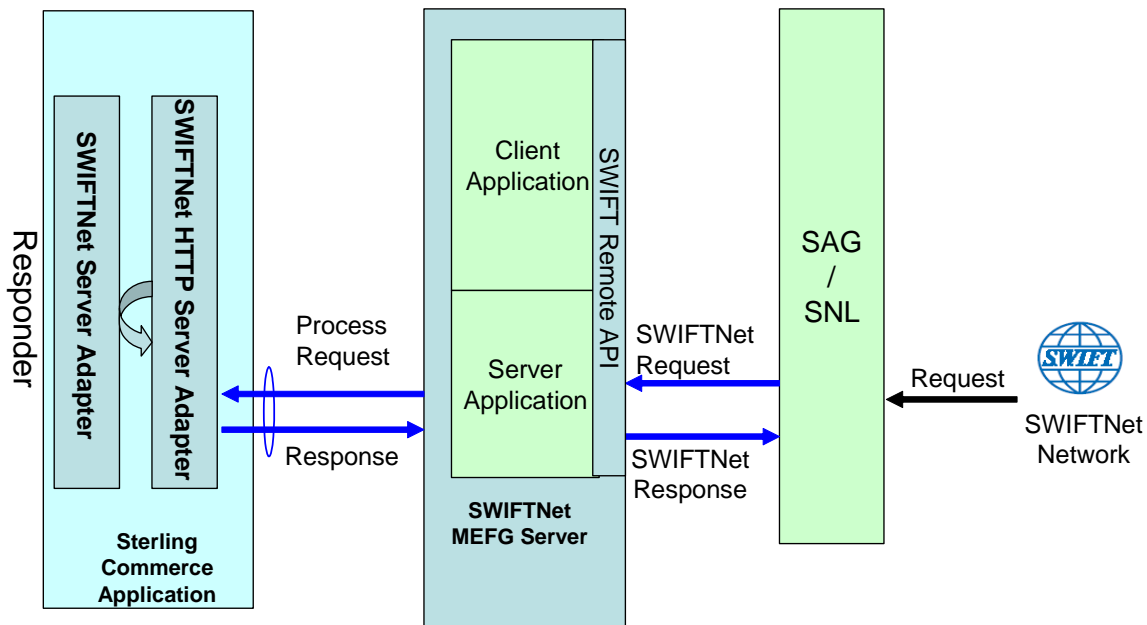 Responder
SWIFTNet Server Adapter
SWIFTNet HTTP Server Adapter
Sterling
Commerce
Application
Process
Request
Response
Client
Application
Server
Application
SWIFT Remote API
SWIFTNet
MEFG Server
SWIFTNet
Request
SWIFTNet
Response
SAG
/
SNL
Request
SWIFT
SWIFTNet
Network